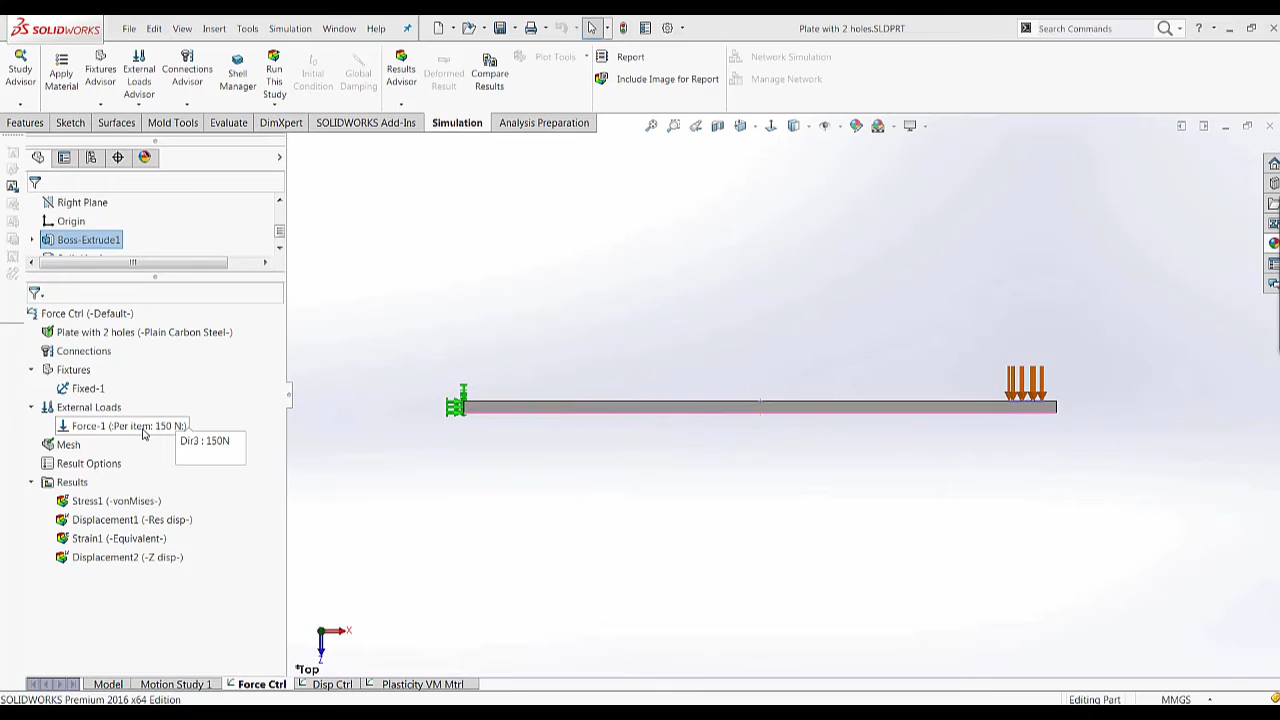 SOLIDWORKS File Edit View Insert Tools Simulation Window Help Plate with 2 holes.SLDPRT Search Commands ?
Study Advisor
Apply Material
Fixtures Advisor
External Loads Advisor
Connections Advisor
Shell Manager
Run This Study
Initial Condition
Global Damping
Results Advisor
Deformed Result
Compare Results
Plot Tools
Report
Include Image for Report
Network Simulation
Manage Network
Features Sketch Surfaces Mold Tools Evaluate DimXpert SOLIDWORKS Add-Ins Simulation Analysis Preparation
Right Plane
Origin
Boss-Extrude1
Force Ctrl (-Default-)
Plate with 2 holes (-Plain Carbon Steel-)
Connections
Fixtures
Fixed-1
External Loads
Force-1 (:Per item: 150 N:)
Dir3 : 150N
Mesh
Result Options
Results
Stress1 (-vonMises-)
Displacement1 (-Res disp-)
Strain1 (-Equivalent-)
Displacement2 (-Z disp-)
X
Z
*Top
Model Motion Study 1 Force Ctrl Disp Ctrl Plasticity VM Mtrl
SOLIDWORKS Premium 2016 x64 Edition Editing Part MMGS